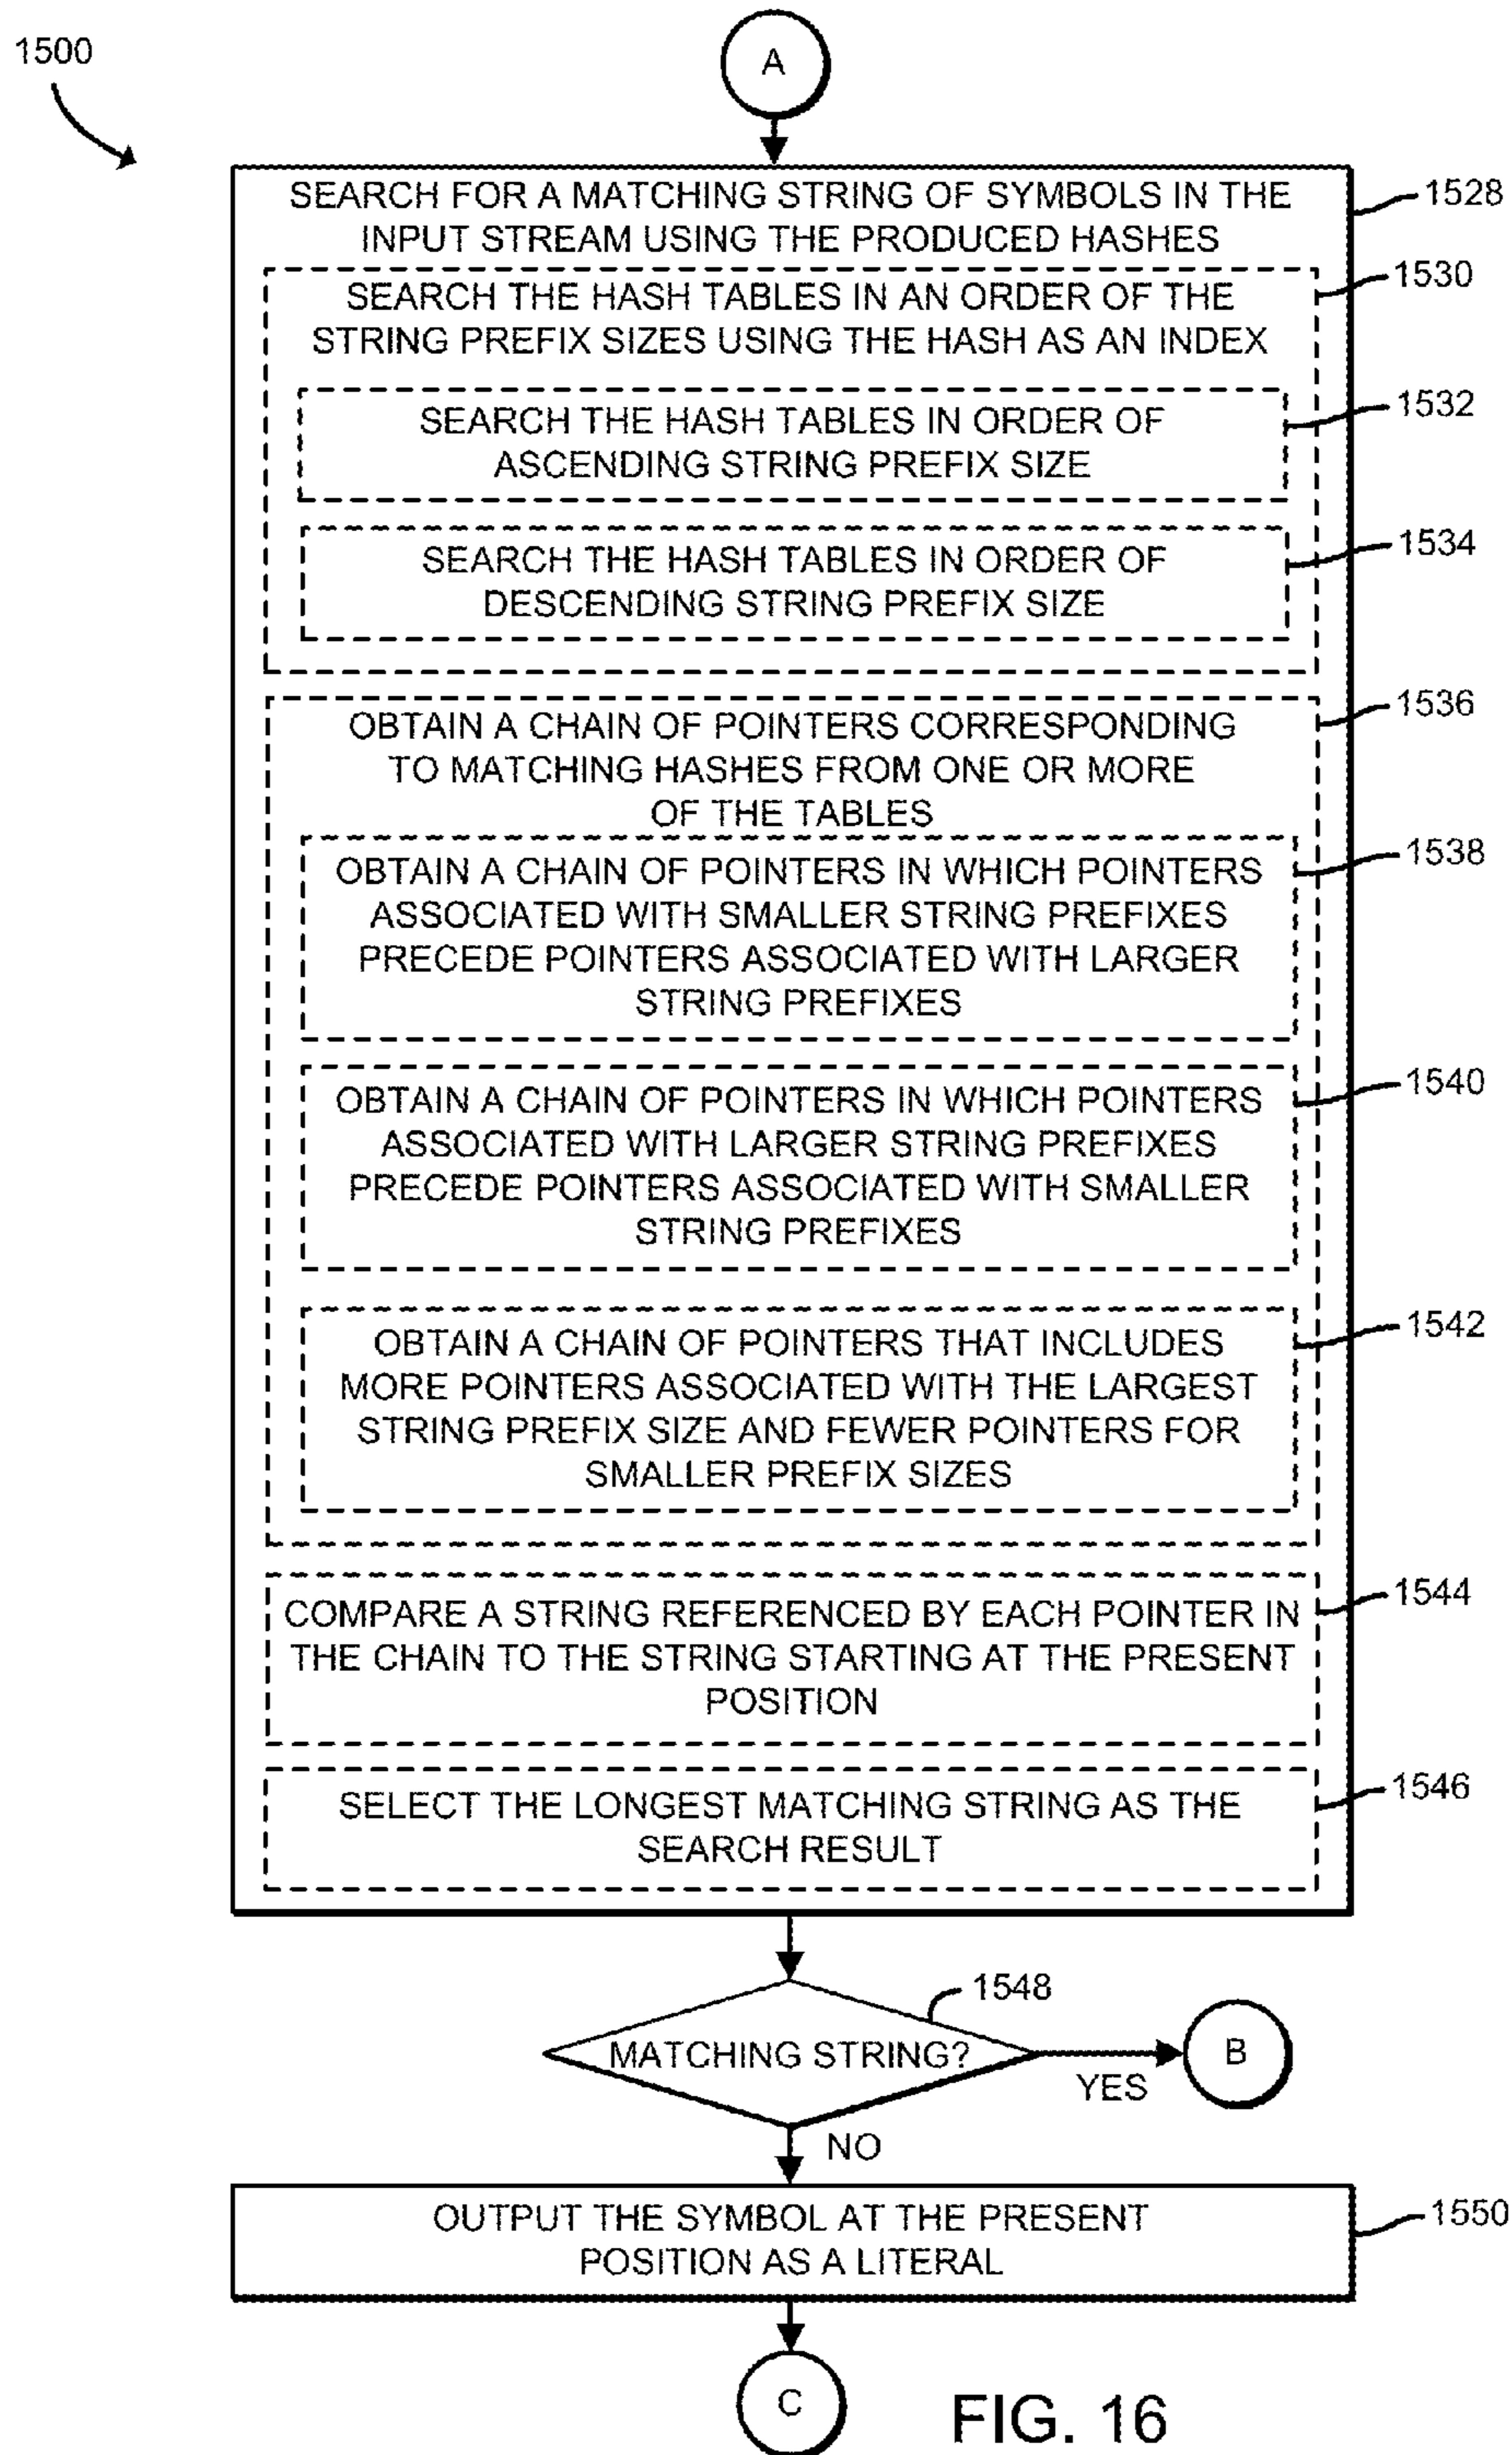 1500
A
SEARCH FOR A MATCHING STRING OF SYMBOLS IN THE
INPUT STREAM USING THE PRODUCED HASHES
1528
SEARCH THE HASH TABLES IN AN ORDER OF THE
STRING PREFIX SIZES USING THE HASH AS AN INDEX
1530
SEARCH THE HASH TABLES IN ORDER OF
ASCENDING STRING PREFIX SIZE
1532
SEARCH THE HASH TABLES IN ORDER OF
DESCENDING STRING PREFIX SIZE
1534
OBTAIN A CHAIN OF POINTERS CORRESPONDING
TO MATCHING HASHES FROM ONE OR MORE
OF THE TABLES
1536
OBTAIN A CHAIN OF POINTERS IN WHICH POINTERS
ASSOCIATED WITH SMALLER STRING PREFIXES
PRECEDE POINTERS ASSOCIATED WITH LARGER
STRING PREFIXES
1538
OBTAIN A CHAIN OF POINTERS IN WHICH POINTERS
ASSOCIATED WITH LARGER STRING PREFIXES
PRECEDE POINTERS ASSOCIATED WITH SMALLER
STRING PREFIXES
1540
OBTAIN A CHAIN OF POINTERS THAT INCLUDES
MORE POINTERS ASSOCIATED WITH THE LARGEST
STRING PREFIX SIZE AND FEWER POINTERS FOR
SMALLER PREFIX SIZES
1542
COMPARE A STRING REFERENCED BY EACH POINTER IN
THE CHAIN TO THE STRING STARTING AT THE PRESENT
POSITION
1544
SELECT THE LONGEST MATCHING STRING AS THE
SEARCH RESULT
1546
1548
MATCHING STRING?
YES
B
NO
OUTPUT THE SYMBOL AT THE PRESENT
POSITION AS A LITERAL
1550
C
FIG. 16